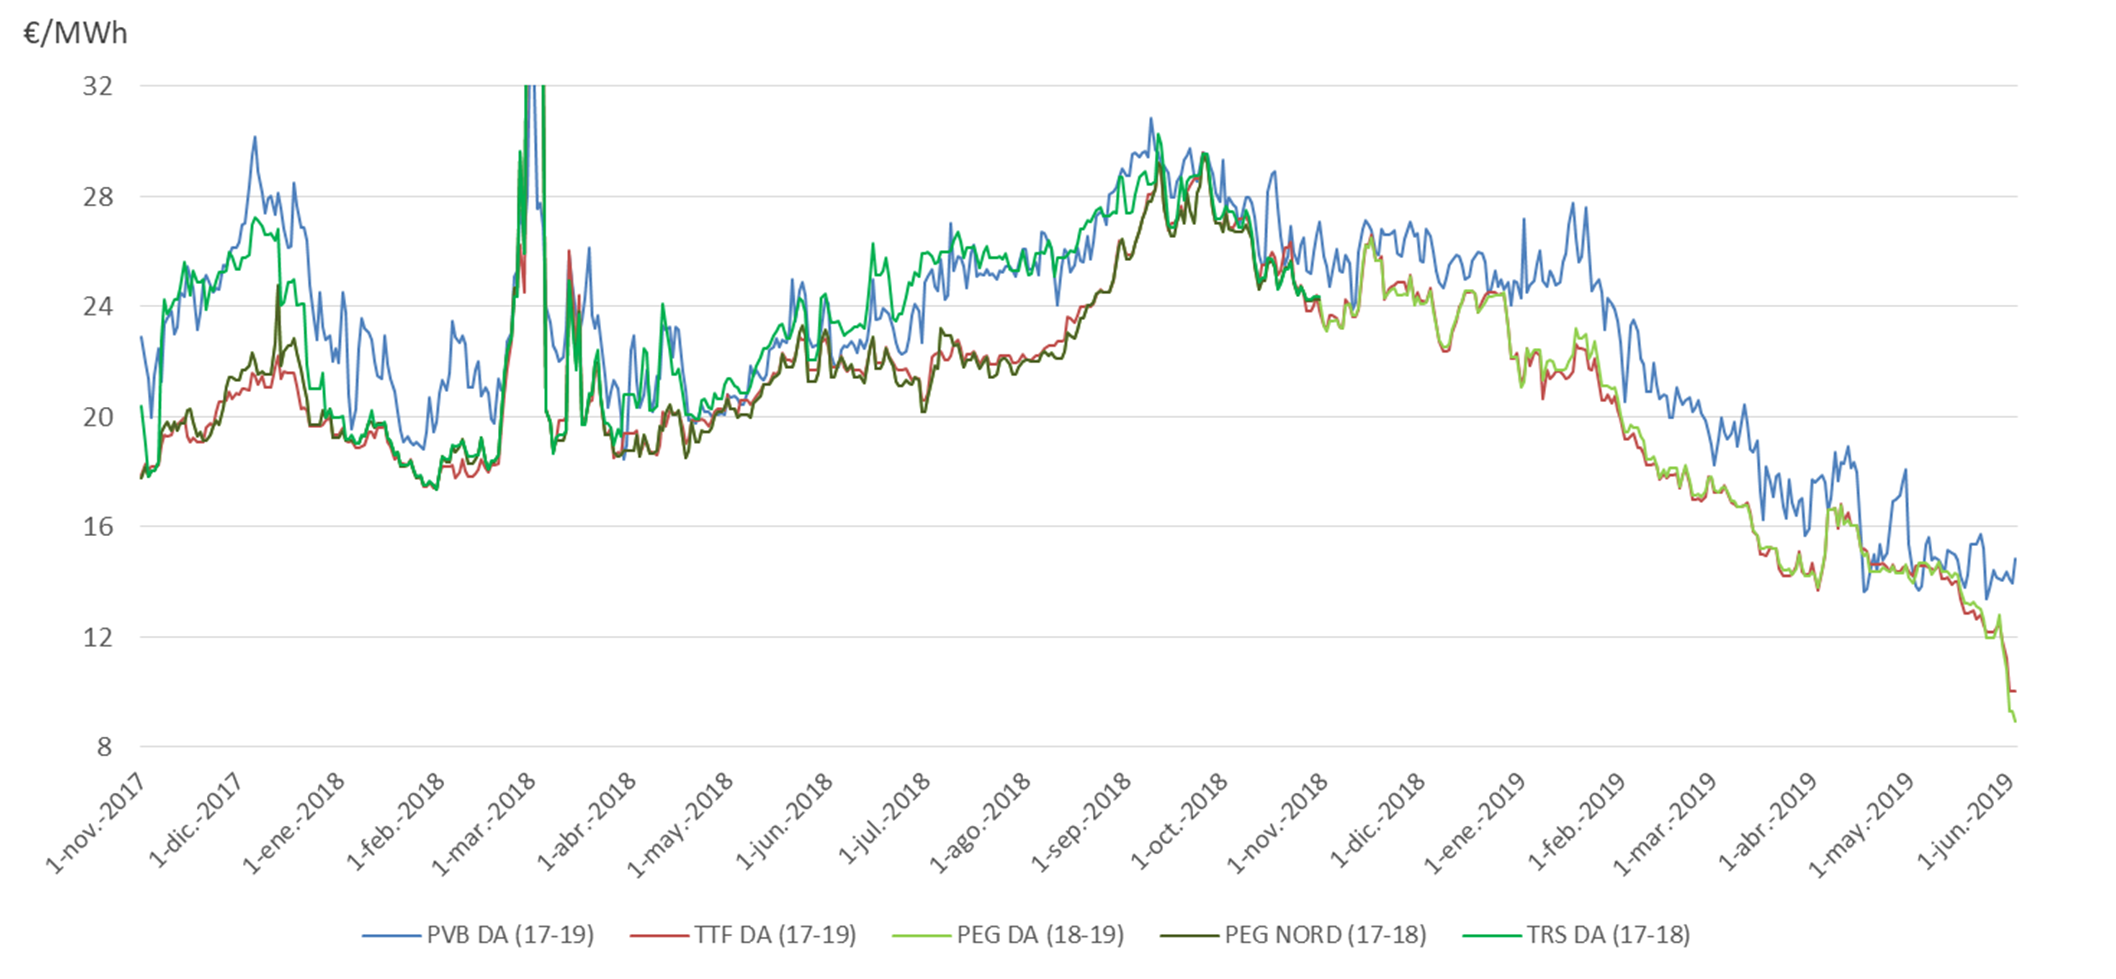 €/MWh
32
28
24
20
16
12
8
1-nov.-2017
1-dic.-2017
1-ene.-2018
1-feb.-2018
1-mar.-2018
1-abr.-2018
1-may.-2018
1-jun.-2018
1-jul.-2018
1-ago.-2018
1-sep.-2018
1-oct.-2018
1-nov.-2018
1-dic.-2018
1-ene.-2019
1-feb.-2019
1-mar.-2019
1-abr.-2019
1-may.-2019
1-jun.-2019
PVB DA (17-19) TTF DA (17-19) PEG DA (18-19) PEG NORD (17-18) TRS DA (17-18)